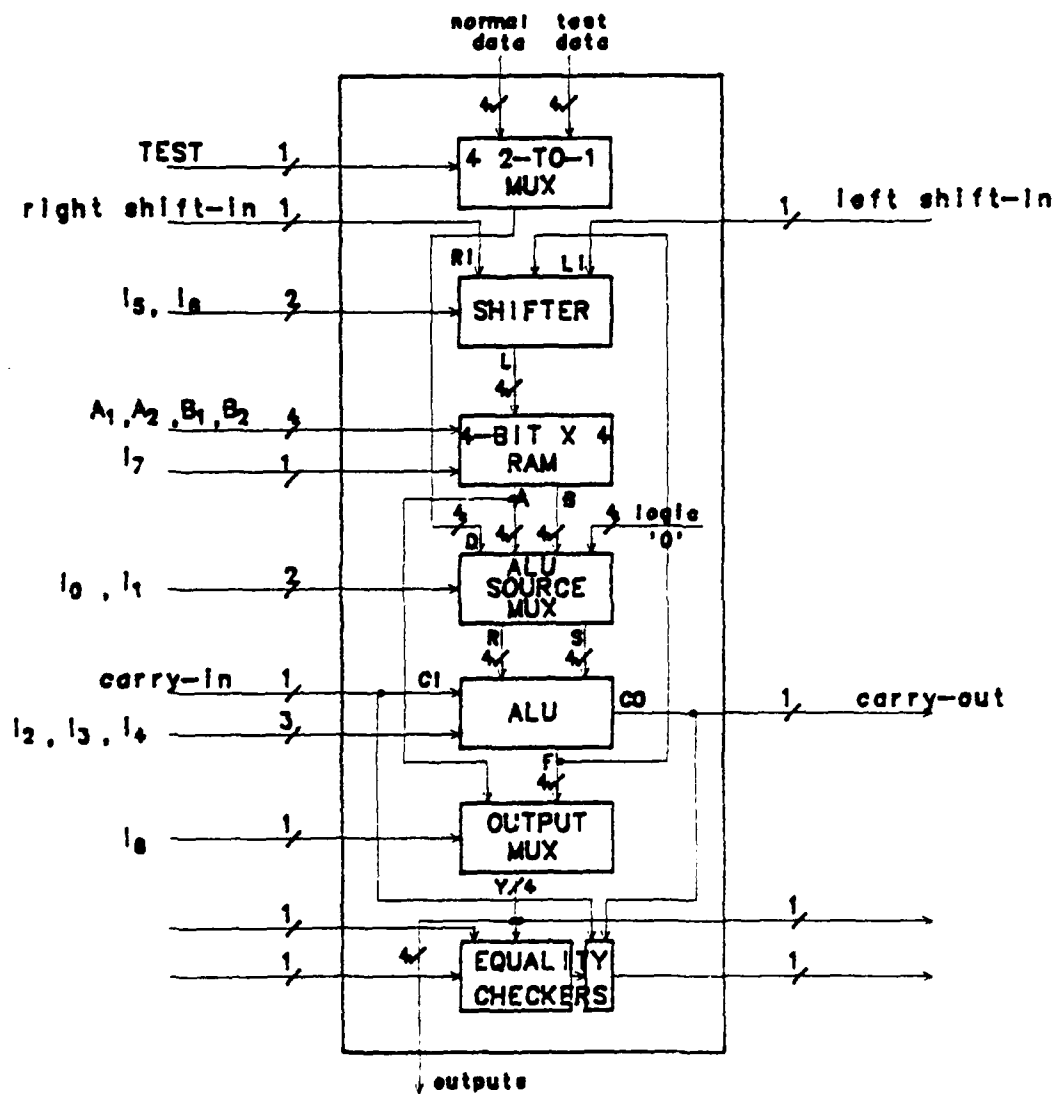 normal test
data data
4 4
TEST 1
4 2-TO-1
MUX
right shift-in 1
1 left shift-in
RI LI
I5, I6 2
SHIFTER
L
4
A1,A2,B1,B2 4
4-BIT X 4
RAM
I7 1
A B
4 4 4 4 logic
'0'
D
I0, I1 2
ALU
SOURCE
MUX
R S
4 4
carry-in 1 CI
ALU
CO 1 carry-out
I2, I3, I4 3
F
4
OUTPUT
MUX
I8 1
Y 4
1 1
4
1 1
EQUALITY
CHECKERS
outputs